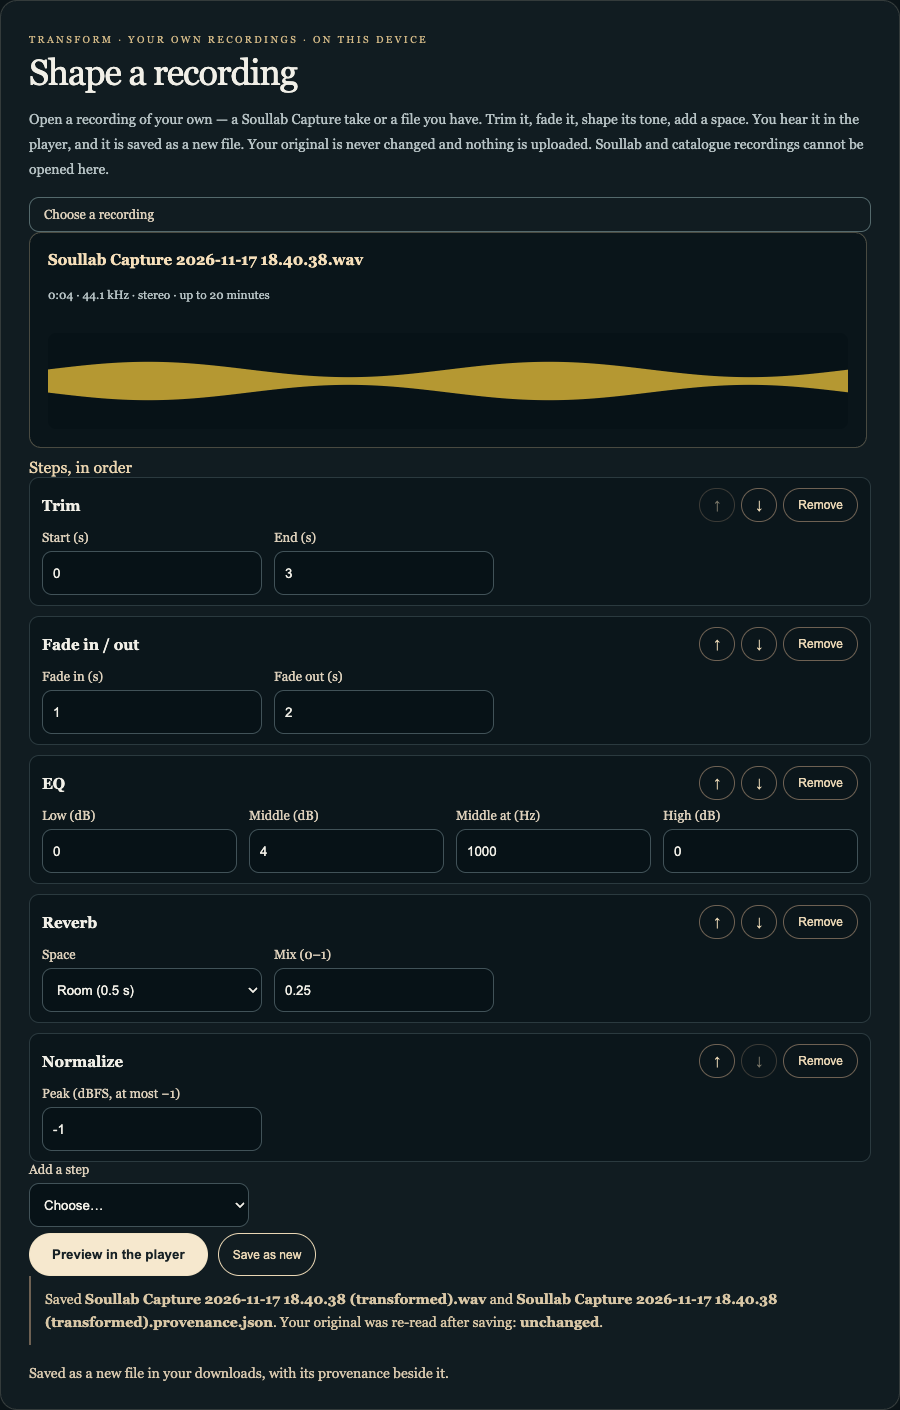 TRANSFORM · YOUR OWN RECORDINGS · ON THIS DEVICE
Shape a recording
Open a recording of your own — a Soullab Capture take or a file you have. Trim it, fade it, shape its tone, add a space. You hear it in the
player, and it is saved as a new file. Your original is never changed and nothing is uploaded. Soullab and catalogue recordings cannot be
opened here.
Choose a recording
Soullab Capture 2026-11-17 18.40.38.wav
0:04 · 44.1 kHz · stereo · up to 20 minutes
Steps, in order
Trim ↑ ↓ Remove
Start (s) End (s)
0 3
Fade in / out ↑ ↓ Remove
Fade in (s) Fade out (s)
1 2
EQ ↑ ↓ Remove
Low (dB) Middle (dB) Middle at (Hz) High (dB)
0 4 1000 0
Reverb ↑ ↓ Remove
Space Mix (0–1)
Room (0.5 s) 0.25
Normalize ↑ ↓ Remove
Peak (dBFS, at most −1)
-1
Add a step
Choose...
Preview in the player Save as new
Saved Soullab Capture 2026-11-17 18.40.38 (transformed).wav and Soullab Capture 2026-11-17 18.40.38
(transformed).provenance.json. Your original was re-read after saving: unchanged.
Saved as a new file in your downloads, with its provenance beside it.